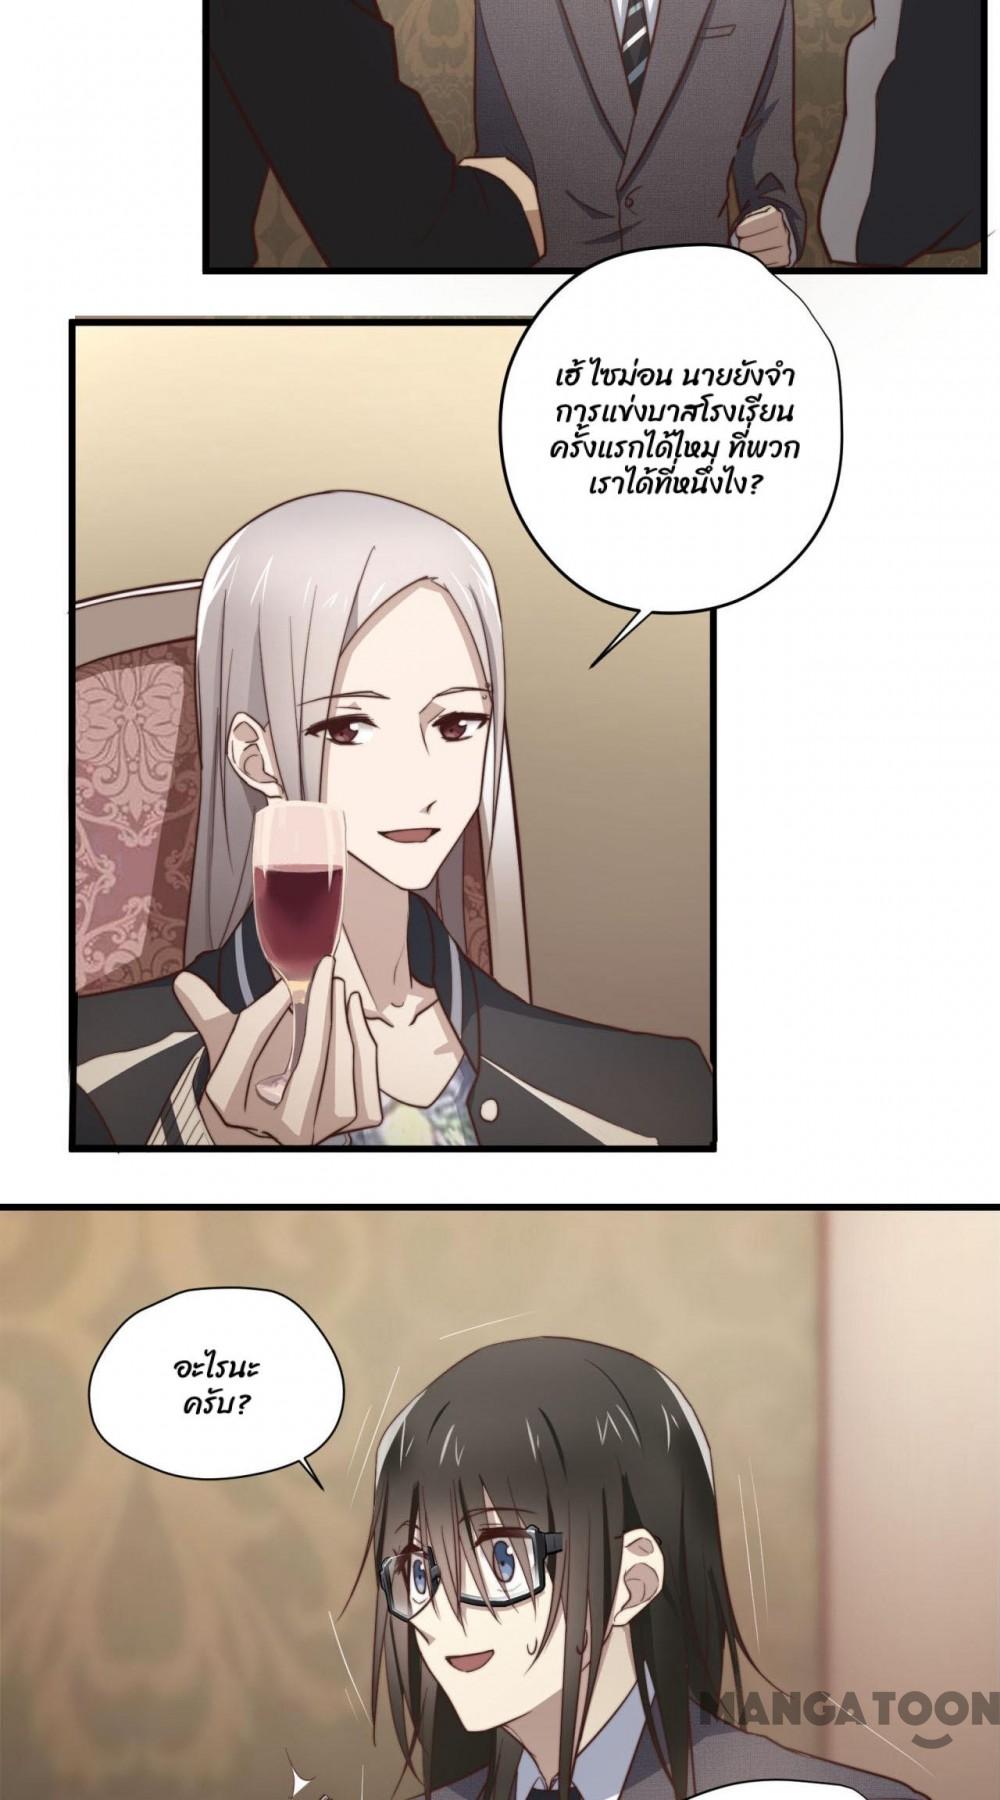 เฮ้ ไซม่อน นายยังจำ
การแข่งบาสโรงเรียน
ครั้งแรกได้ไหม ที่พวก
เราได้ที่หนึ่งไง?
อะไรนะ
ครับ?
MANGATOON